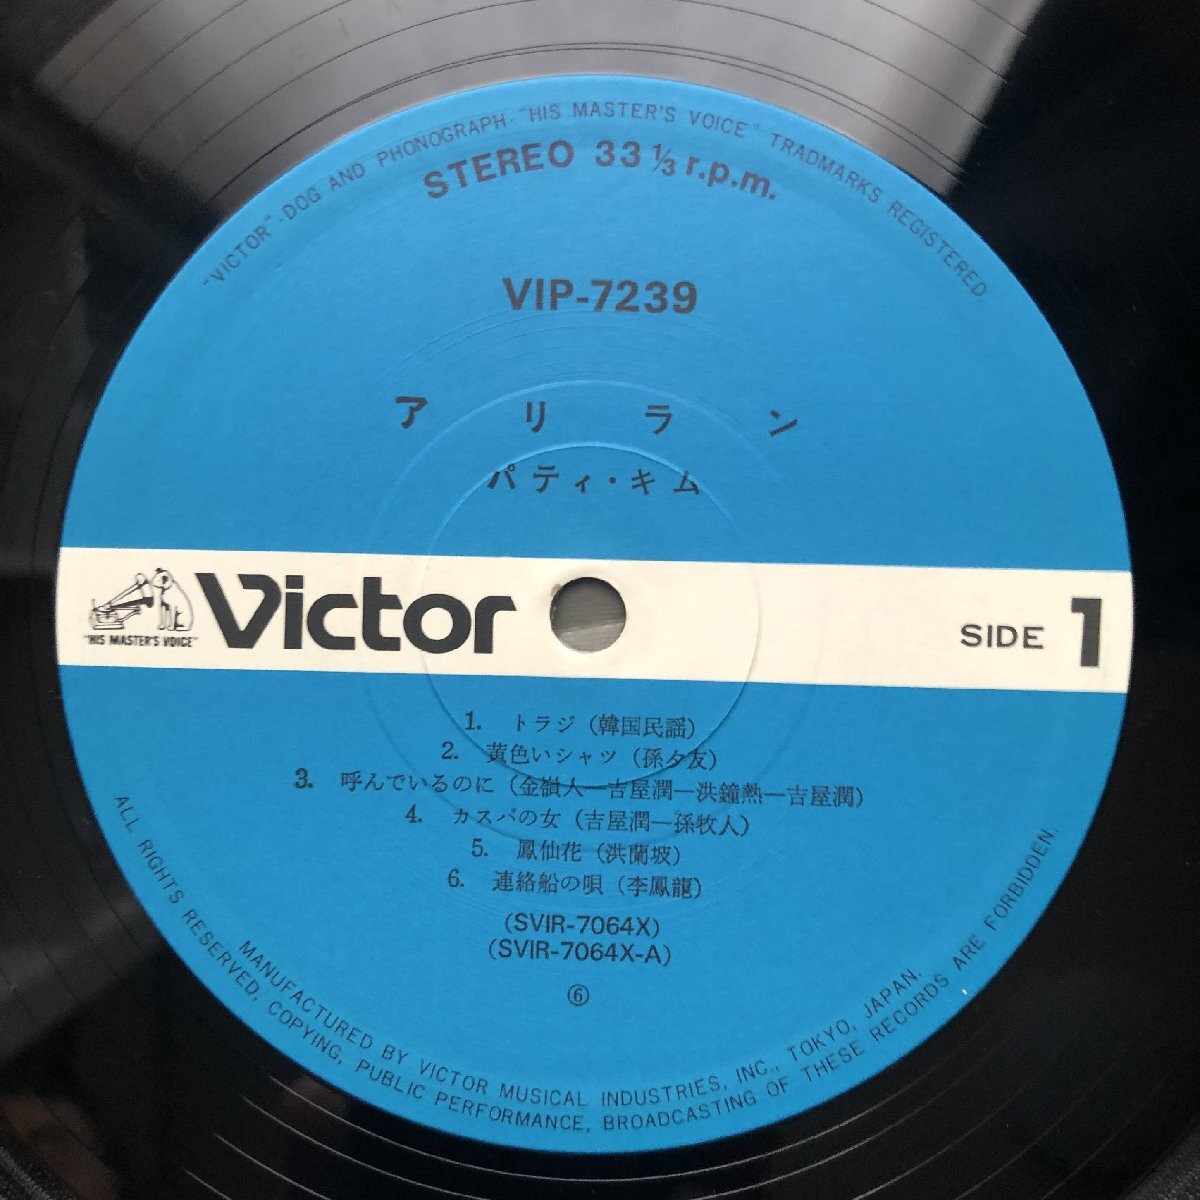 "VICTOR"-DOG AND PHONOGRAPH-"HIS MASTER'S VOICE" TRADMARKS REGISTERED
STEREO 33 1/3 r.p.m.
VIP-7239
アリラン
パティ・キム
"HIS MASTER'S VOICE"
Victor
SIDE 1
1. トラジ（韓国民謡）
2. 黄色いシャツ（孫夕友）
3. 呼んでいるのに（金嶺人―吉屋潤―洪鐘熱―吉屋潤）
4. カスバの女（吉屋潤―孫牧人）
5. 鳳仙花（洪蘭坡）
6. 連絡船の唄（李鳳龍）
(SVIR-7064X)
(SVIR-7064X-A)
⑥
MANUFACTURED BY VICTOR MUSICAL INDUSTRIES, INC., TOKYO, JAPAN.
ALL RIGHTS RESERVED, COPYING, PUBLIC PERFORMANCE, BROADCASTING OF THESE RECORDS ARE FORBIDDEN.